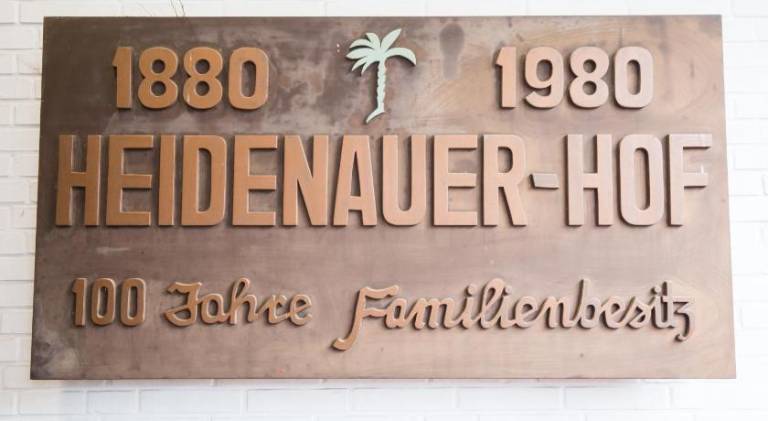 1880 1980
HEIDENAUER-HOF
100 Jahre Familienbesitz